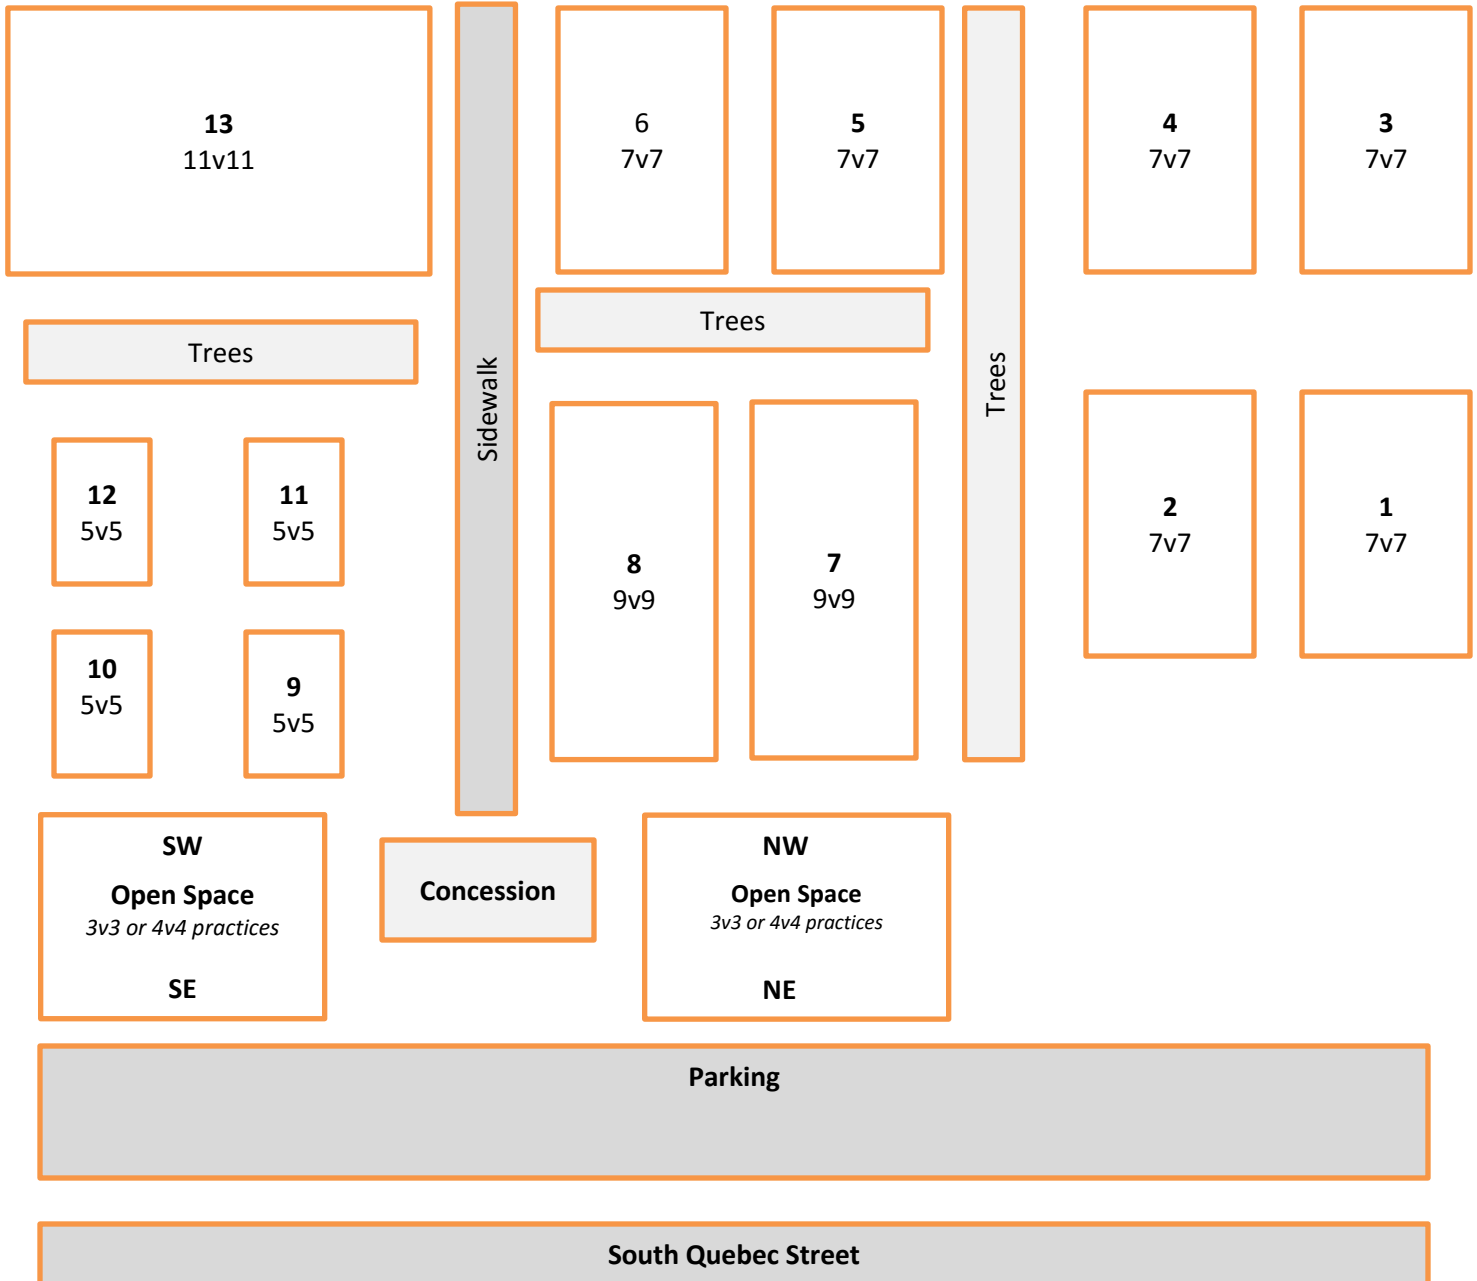 13
11v11
6
7v7
5
7v7
4
7v7
3
7v7
Trees
Trees
Sidewalk
Trees
12
5v5
11
5v5
8
9v9
7
9v9
2
7v7
1
7v7
10
5v5
9
5v5
SW
Open Space
3v3 or 4v4 practices
SE
Concession
NW
Open Space
3v3 or 4v4 practices
NE
Parking
South Quebec Street